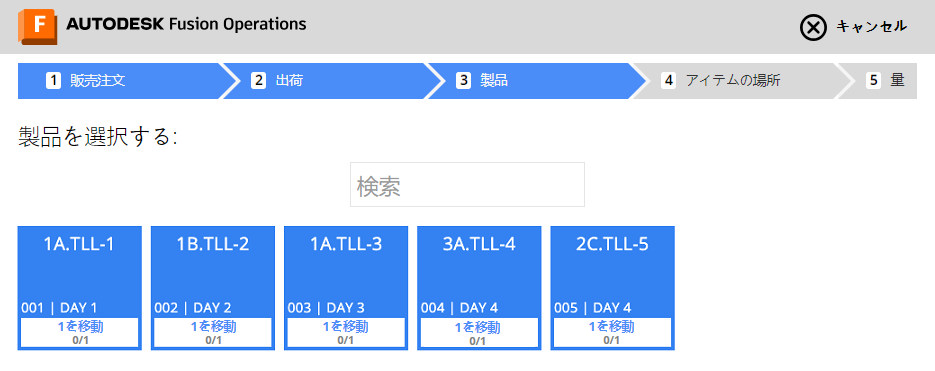 F AUTODESK Fusion Operations キャンセル
1 販売注文 2 出荷 3 製品 4 アイテムの場所 5 量
製品を選択する:
検索
1A.TLL-1 1B.TLL-2 1A.TLL-3 3A.TLL-4 2C.TLL-5
001 | DAY 1 002 | DAY 2 003 | DAY 3 004 | DAY 4 005 | DAY 4
1を移動 1を移動 1を移動 1を移動 1を移動
0/1 0/1 0/1 0/1 0/1